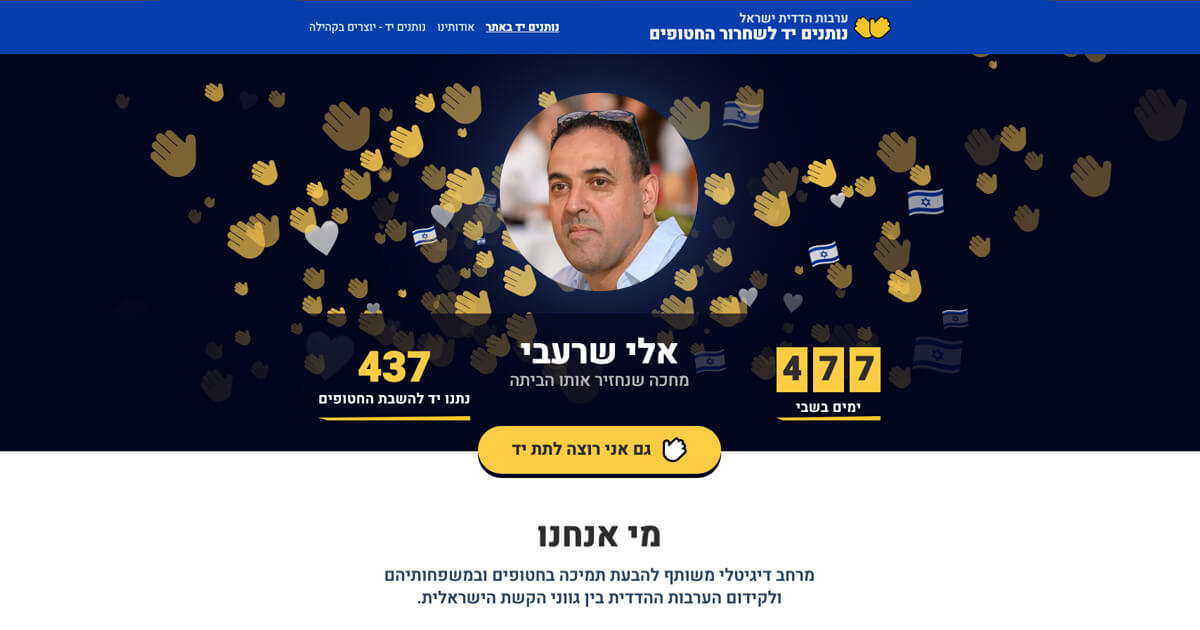 ערבות הדדית ישראל
נותנים יד לשחרור החטופים
נותנים יד באתר
אודותינו
נותנים יד - יוצרים בקהילה
אלי שרעבי
מחכה שנחזיר אותו הביתה
477
ימים בשבי
437
נתנו יד להשבת החטופים
גם אני רוצה לתת יד
מי אנחנו
מרחב דיגיטלי משותף להבעת תמיכה בחטופים ובמשפחותיהם
ולקידום הערבות ההדדית בין גווני הקשת הישראלית.